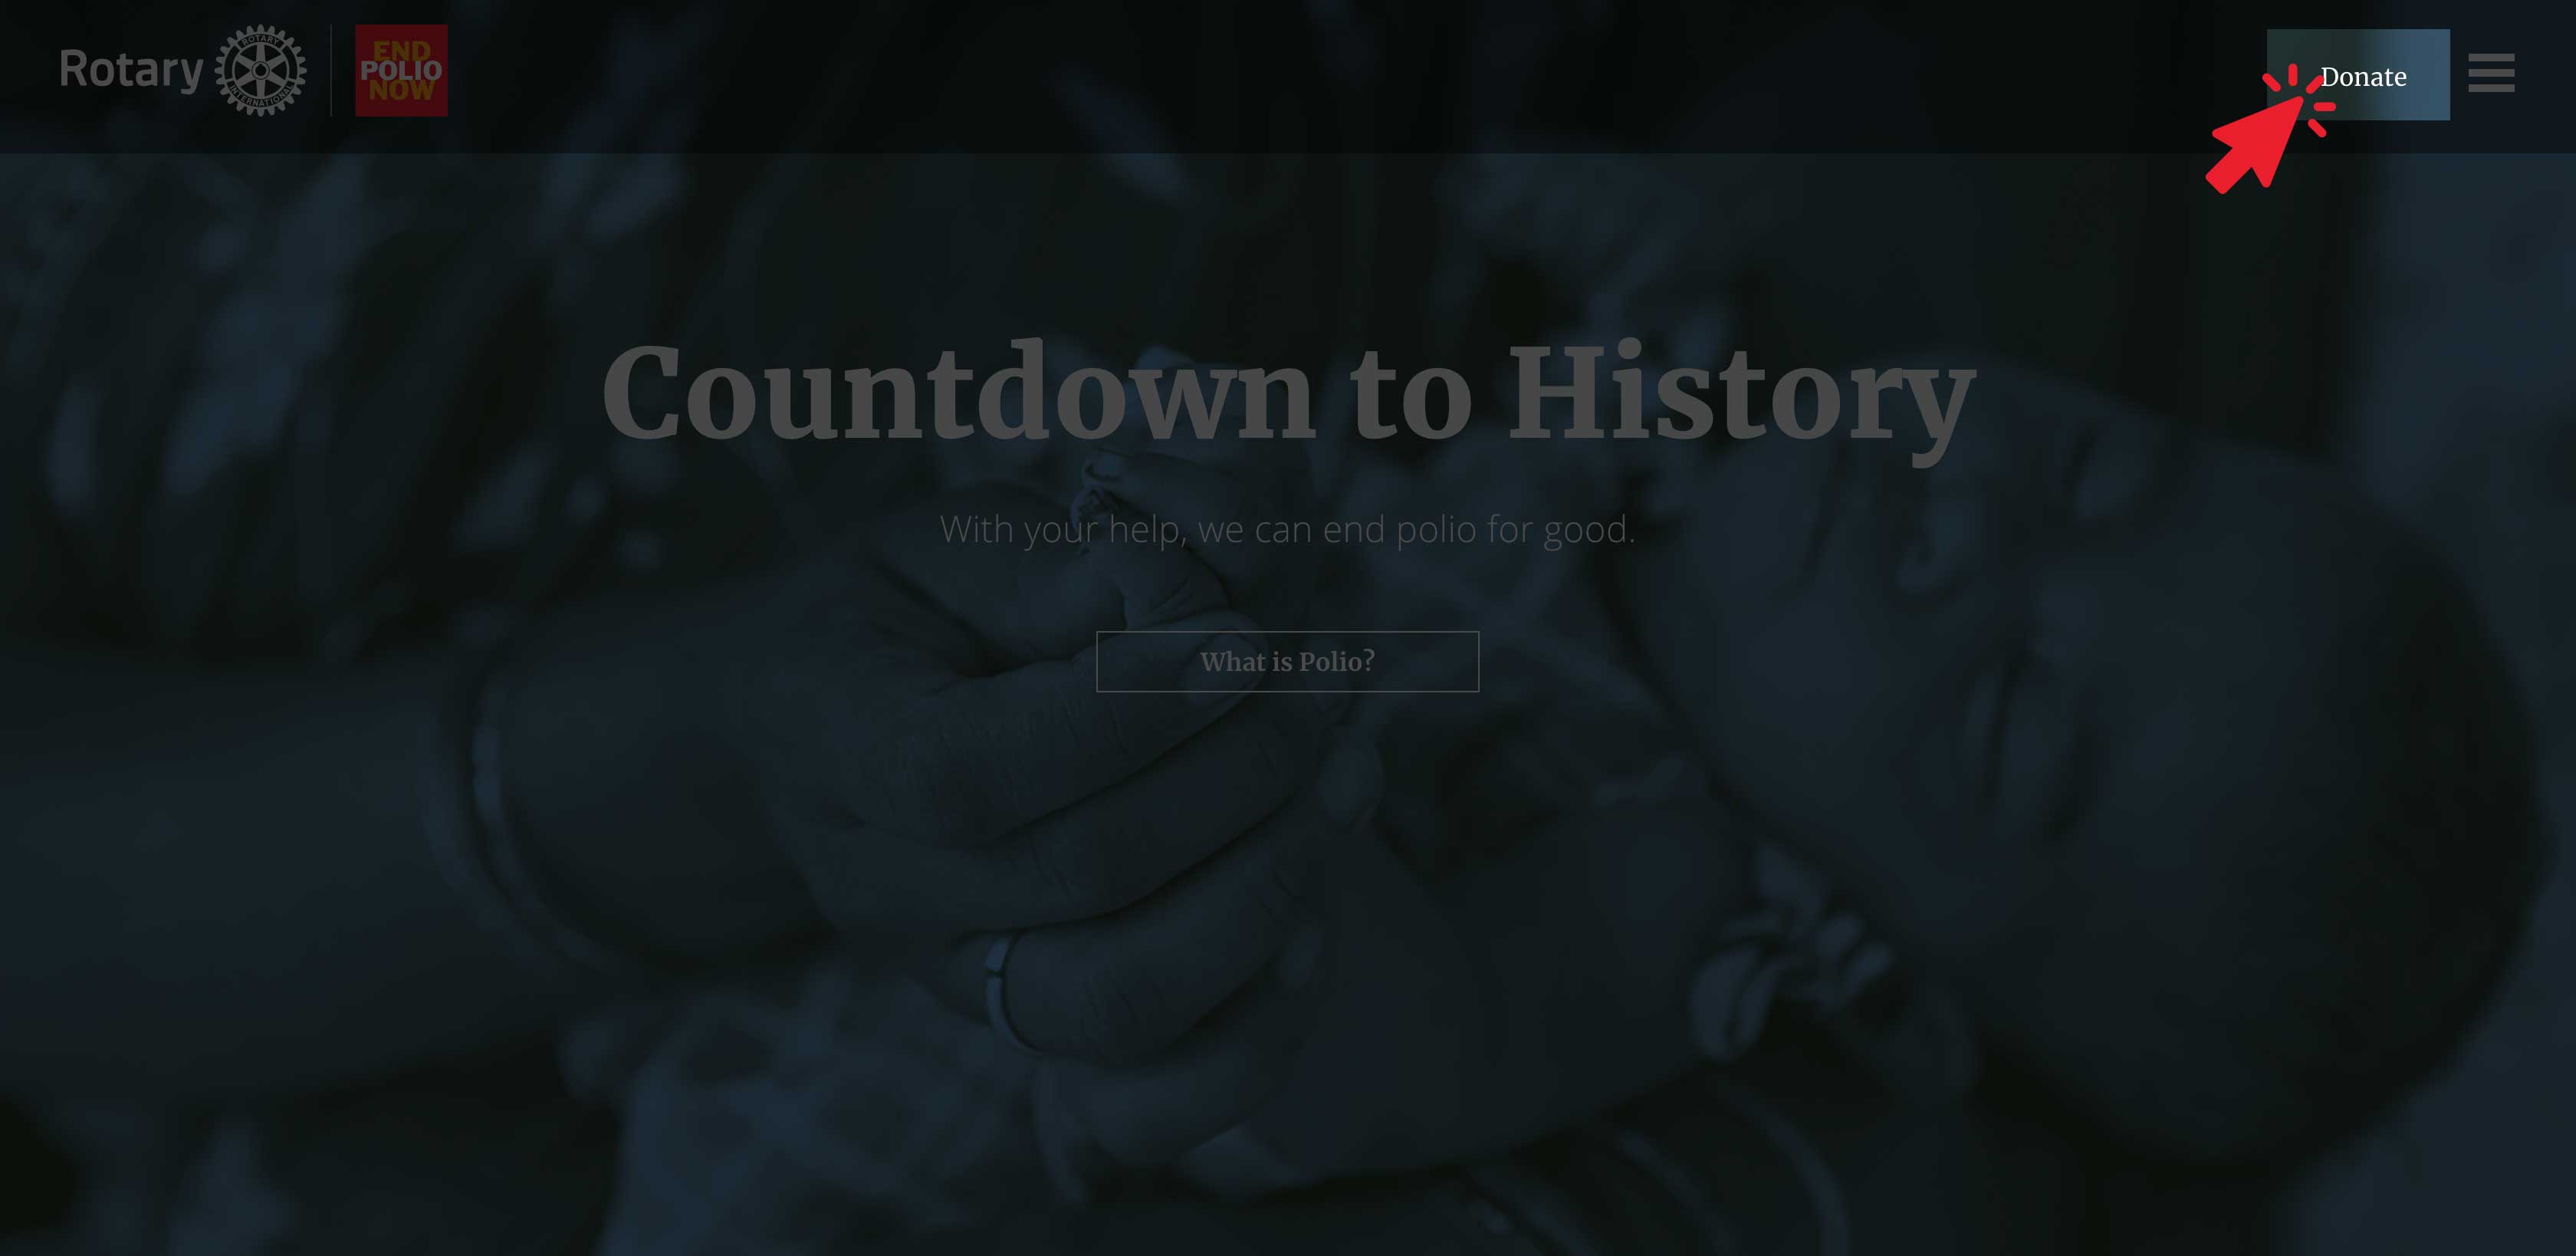 Rotary
ROTARY
INTERNATIONAL
END
POLIO
NOW
Donate
Countdown to History
With your help, we can end polio for good.
What is Polio?